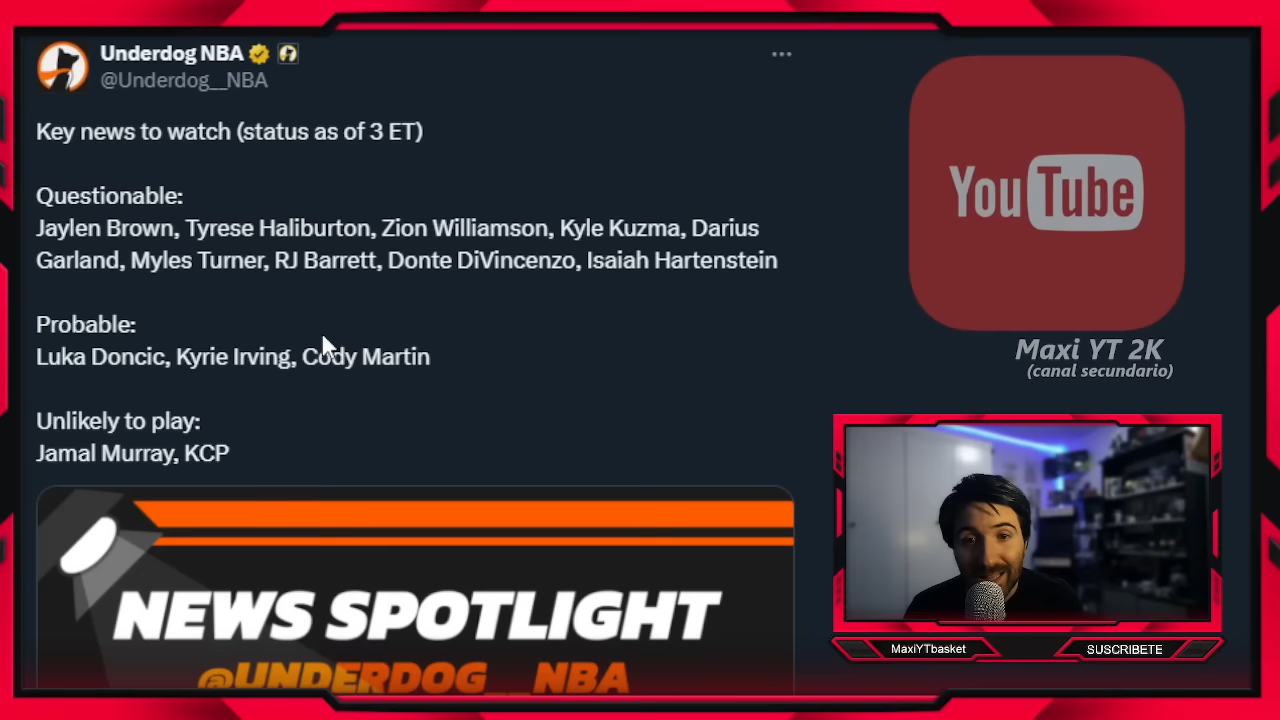 Underdog NBA
@Underdog__NBA
Key news to watch (status as of 3 ET)
Questionable:
Jaylen Brown, Tyrese Haliburton, Zion Williamson, Kyle Kuzma, Darius
Garland, Myles Turner, RJ Barrett, Donte DiVincenzo, Isaiah Hartenstein
Probable:
Luka Doncic, Kyrie Irving, Cody Martin
Unlikely to play:
Jamal Murray, KCP
NEWS SPOTLIGHT
@UNDERDOG__NBA
YouTube
Maxi YT 2K
(canal secundario)
MaxiYTbasket
SUSCRIBETE